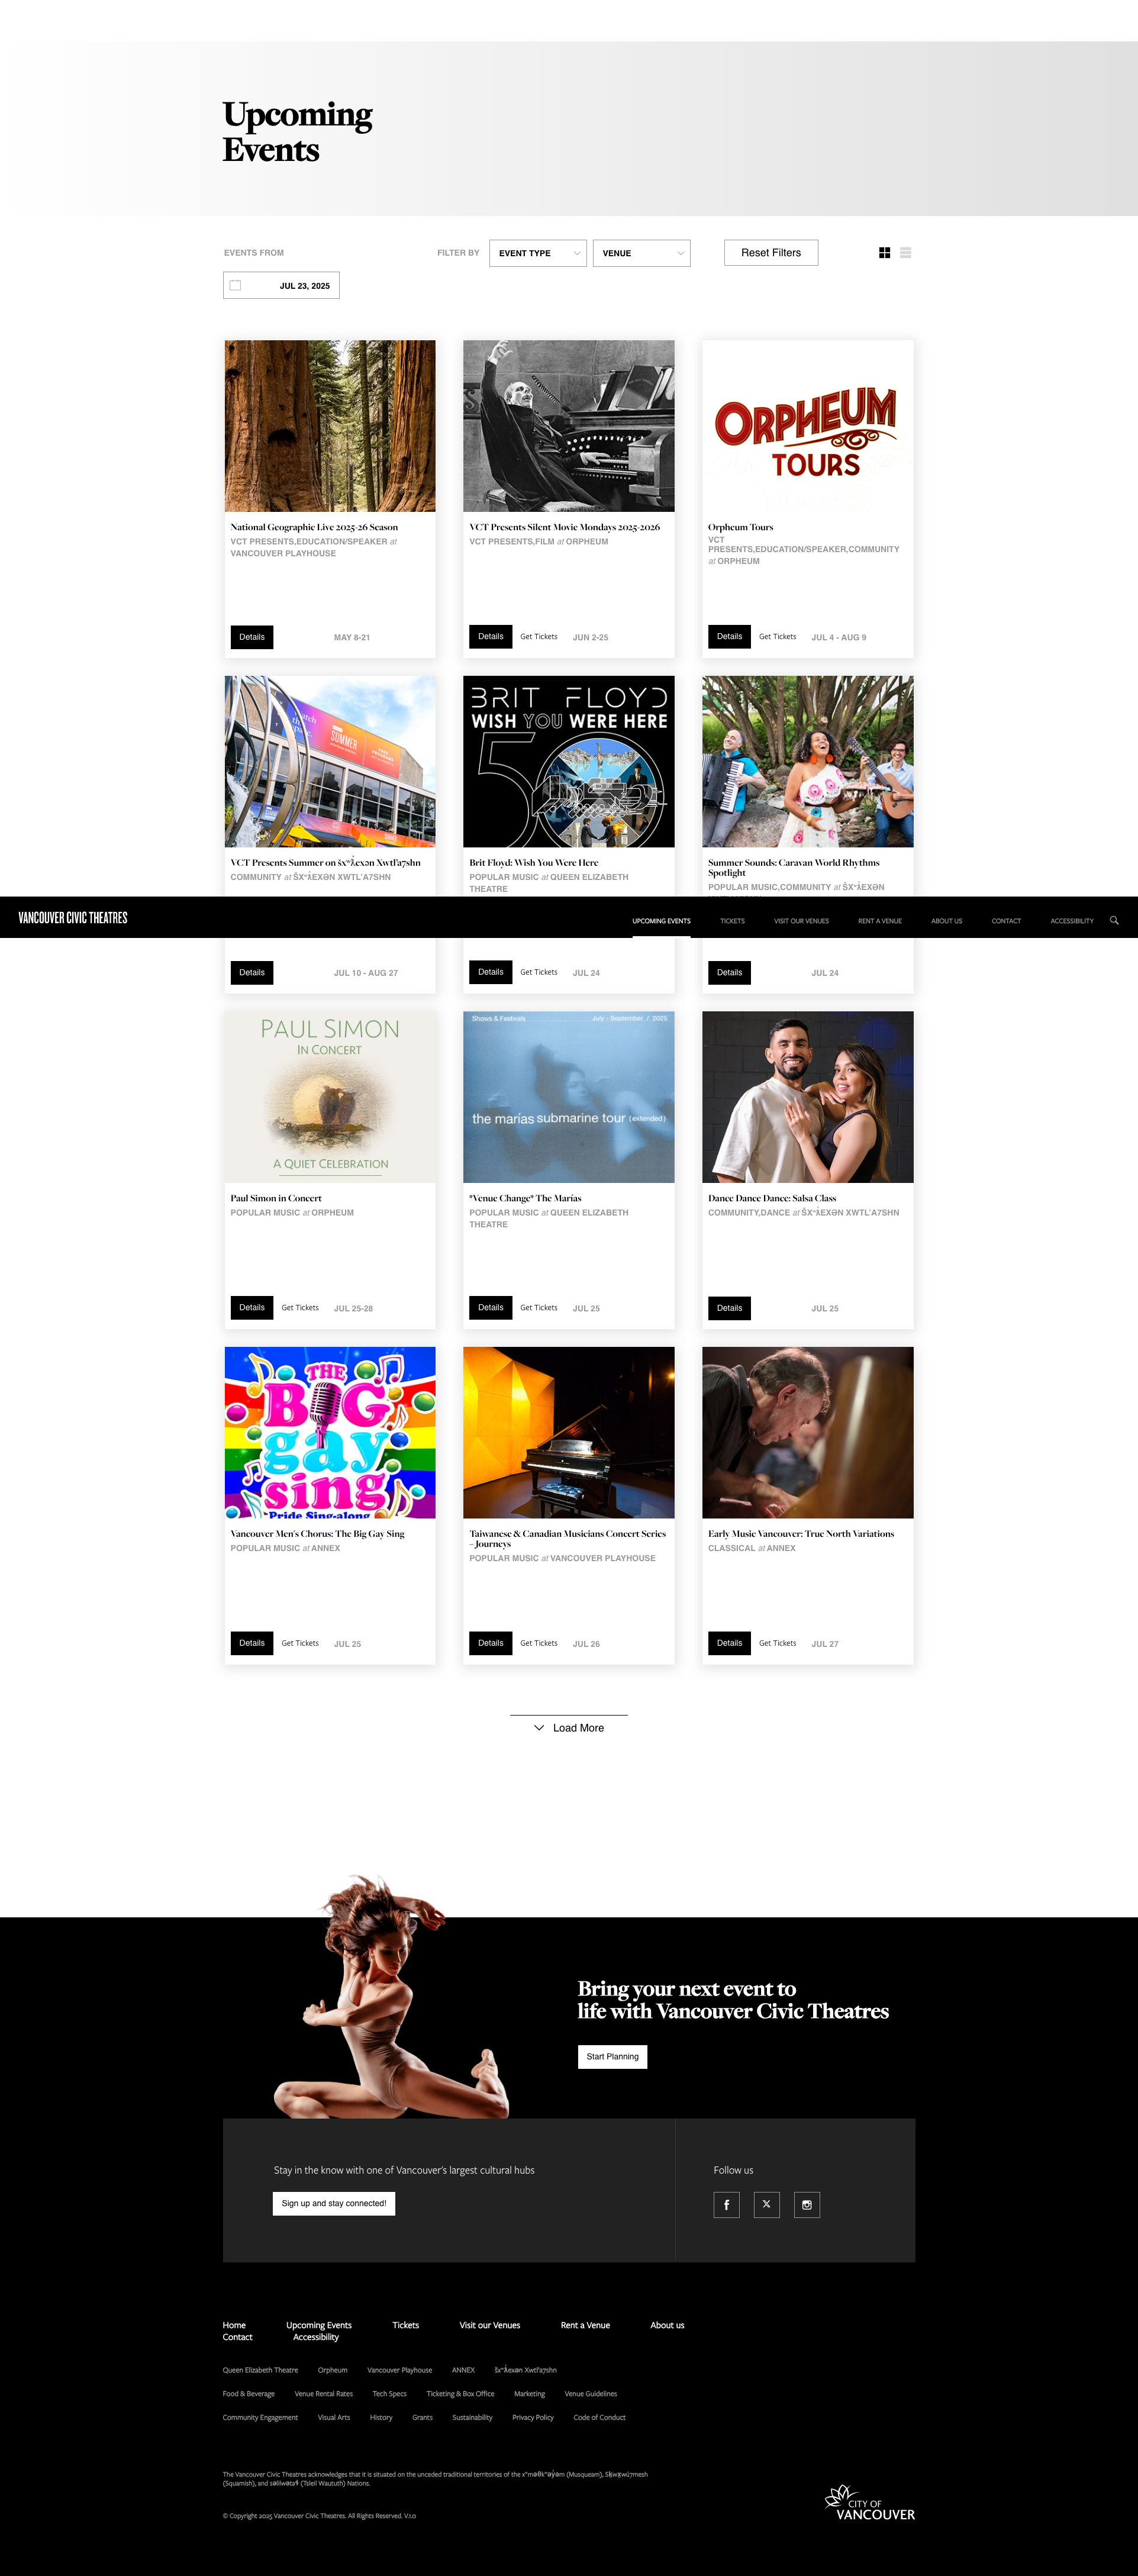 Upcoming
Events
EVENTS FROM
FILTER BY
EVENT TYPE
VENUE
Reset Filters
JUL 23, 2025
ORPHEUM
TOURS
National Geographic Live 2025-26 Season
VCT PRESENTS,EDUCATION/SPEAKER at
VANCOUVER PLAYHOUSE
Details
MAY 8-21
VCT Presents Silent Movie Mondays 2025-2026
VCT PRESENTS,FILM at ORPHEUM
Details
Get Tickets
JUN 2-25
Orpheum Tours
VCT
PRESENTS,EDUCATION/SPEAKER,COMMUNITY
at ORPHEUM
Details
Get Tickets
JUL 4 - AUG 9
SUMMER
BRIT FLOYD
WISH YOU WERE HERE
50
VCT Presents Summer on šxʷƛ̓exən Xwtl'a7shn
COMMUNITY at ŠXʷƛ̓EXƏN XWTL'A7SHN
Brit Floyd: Wish You Were Here
POPULAR MUSIC at QUEEN ELIZABETH
THEATRE
Summer Sounds: Caravan World Rhythms
Spotlight
POPULAR MUSIC,COMMUNITY at ŠXʷƛ̓EXƏN
VANCOUVER CIVIC THEATRES
UPCOMING EVENTS
TICKETS
VISIT OUR VENUES
RENT A VENUE
ABOUT US
CONTACT
ACCESSIBILITY
Details
JUL 10 - AUG 27
Details
Get Tickets
JUL 24
Details
JUL 24
PAUL SIMON
IN CONCERT
A QUIET CELEBRATION
Shows & Festivals
July - September / 2025
the marías submarine tour (extended)
Paul Simon in Concert
POPULAR MUSIC at ORPHEUM
Details
Get Tickets
JUL 25-28
*Venue Change* The Marías
POPULAR MUSIC at QUEEN ELIZABETH
THEATRE
Details
Get Tickets
JUL 25
Dance Dance Dance: Salsa Class
COMMUNITY,DANCE at ŠXʷƛ̓EXƏN XWTL'A7SHN
Details
JUL 25
THE
BIG
gay
sing
Pride Sing-along
Vancouver Men's Chorus: The Big Gay Sing
POPULAR MUSIC at ANNEX
Details
Get Tickets
JUL 25
Taiwanese & Canadian Musicians Concert Series
– Journeys
POPULAR MUSIC at VANCOUVER PLAYHOUSE
Details
Get Tickets
JUL 26
Early Music Vancouver: True North Variations
CLASSICAL at ANNEX
Details
Get Tickets
JUL 27
Load More
Bring your next event to
life with Vancouver Civic Theatres
Start Planning
Stay in the know with one of Vancouver's largest cultural hubs
Sign up and stay connected!
Follow us
Home
Upcoming Events
Tickets
Visit our Venues
Rent a Venue
About us
Contact
Accessibility
Queen Elizabeth Theatre
Orpheum
Vancouver Playhouse
ANNEX
šxʷƛ̓exən Xwtl'a7shn
Food & Beverage
Venue Rental Rates
Tech Specs
Ticketing & Box Office
Marketing
Venue Guidelines
Community Engagement
Visual Arts
History
Grants
Sustainability
Privacy Policy
Code of Conduct
The Vancouver Civic Theatres acknowledges that it is situated on the unceded traditional territories of the xʷməθkʷəy̓əm (Musqueam), Sḵwx̱wú7mesh
(Squamish), and səlilwətaɬ (Tsleil Waututh) Nations.
© Copyright 2025 Vancouver Civic Theatres. All Rights Reserved. V.1.0
CITY OF
VANCOUVER